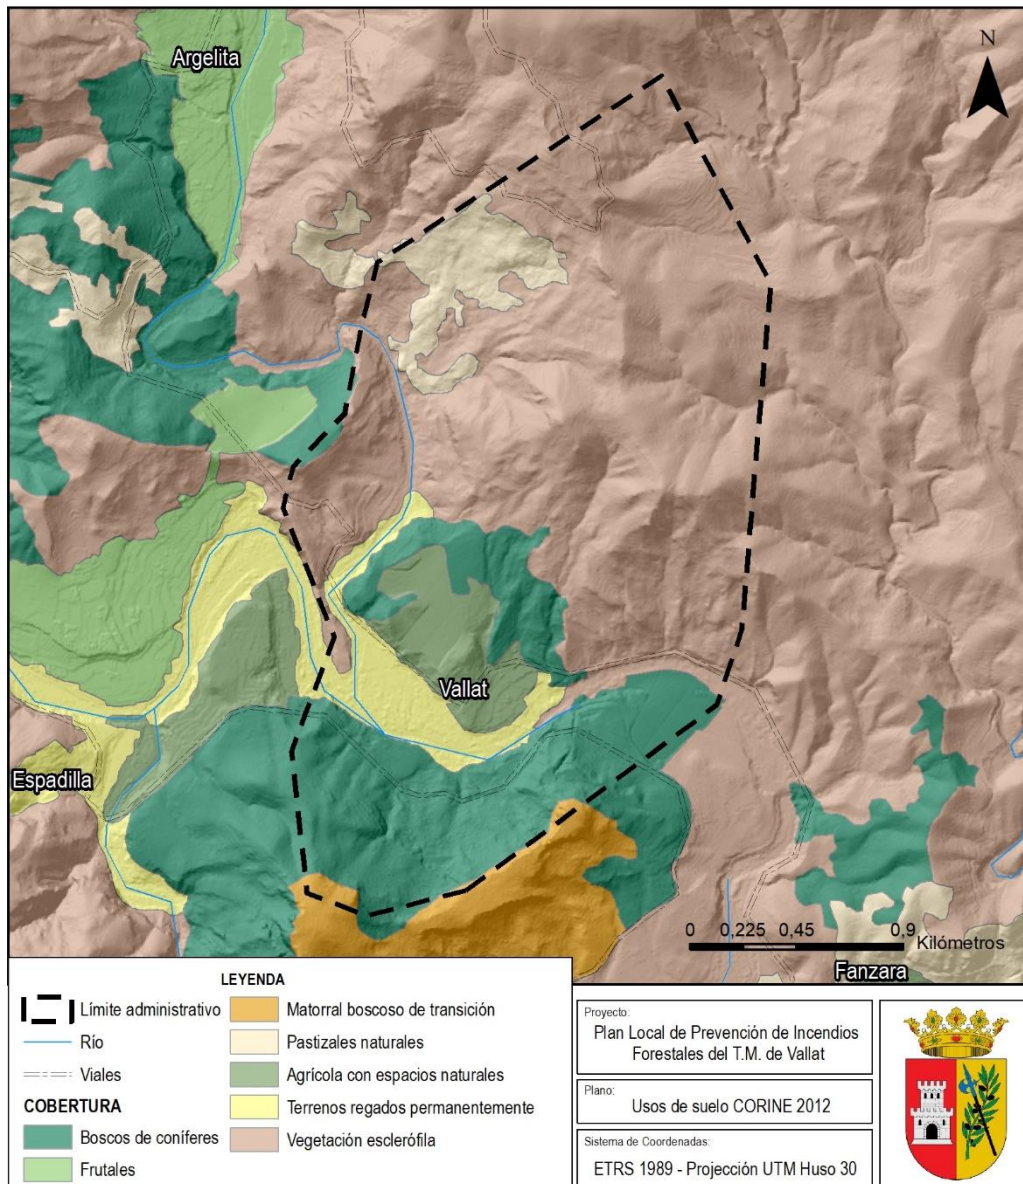 Argelita
N
Vallat
Espadilla
0 0,225 0,45 0,9
Kilómetros
Fanzara
LEYENDA
Límite administrativo
Río
Viales
COBERTURA
Boscos de coníferes
Frutales
Matorral boscoso de transición
Pastizales naturales
Agrícola con espacios naturales
Terrenos regados permanentemente
Vegetación esclerófila
Proyecto:
Plan Local de Prevención de Incendios
Forestales del T.M. de Vallat
Plano:
Usos de suelo CORINE 2012
Sistema de Coordenadas:
ETRS 1989 - Projección UTM Huso 30